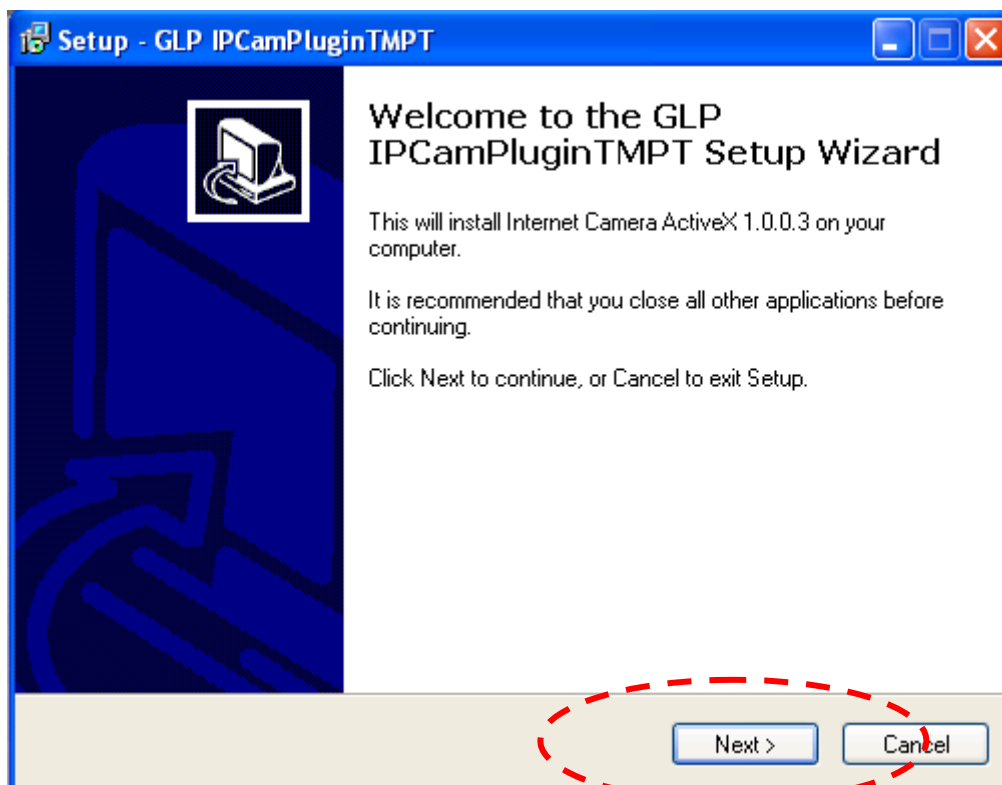 Setup - GLP IPCamPluginTMPT
Welcome to the GLP
IPCamPluginTMPT Setup Wizard
This will install Internet Camera ActiveX 1.0.0.3 on your
computer.
It is recommended that you close all other applications before
continuing.
Click Next to continue, or Cancel to exit Setup.
Next >
Cancel